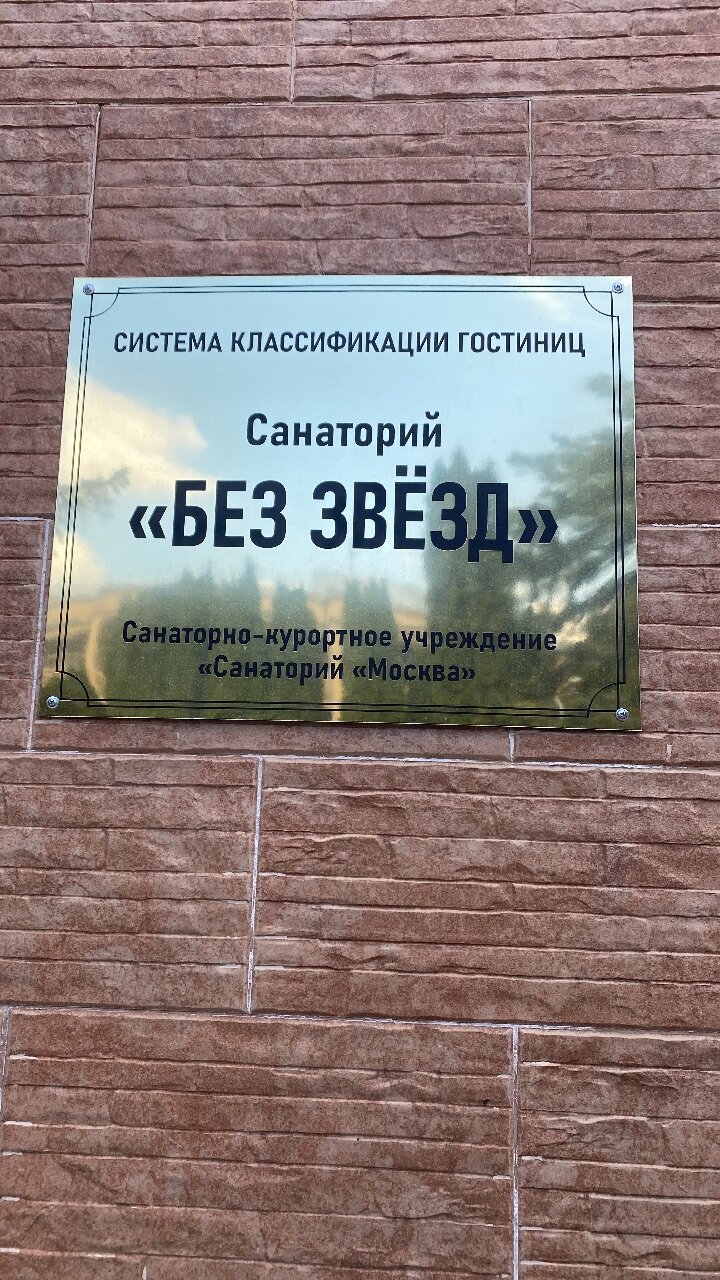 СИСТЕМА КЛАССИФИКАЦИИ ГОСТИНИЦ
Санаторий
«БЕЗ ЗВЁЗД»
Санаторно-курортное учреждение
«Санаторий «Москва»